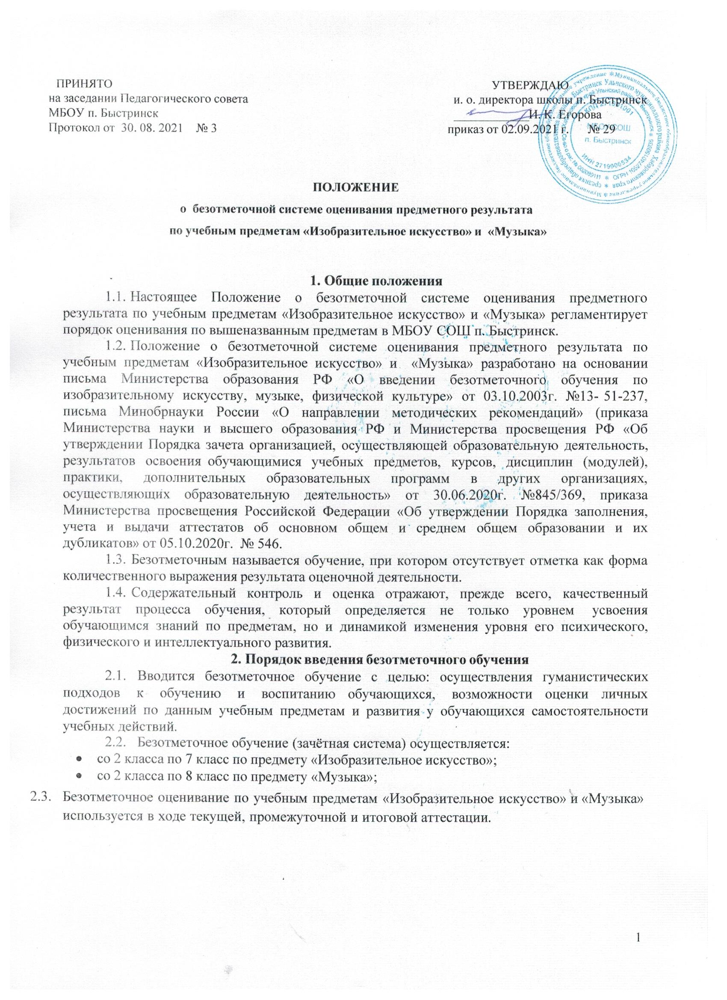 ПРИНЯТО
на заседании Педагогического совета
МБОУ п. Быстринск
Протокол от 30. 08. 2021 № 3
УТВЕРЖДАЮ
и. о. директора школы п. Быстринск
И. К. Егорова
приказ от 02.09.2021 г. № 29
КПП 271901001
МБОУ СОШ
п. Быстринск
ИНН 2719006534
ПОЛОЖЕНИЕ
о безотметочной системе оценивания предметного результата
по учебным предметам «Изобразительное искусство» и «Музыка»
1. Общие положения
1.1. Настоящее Положение о безотметочной системе оценивания предметного
результата по учебным предметам «Изобразительное искусство» и «Музыка» регламентирует
порядок оценивания по вышеназванным предметам в МБОУ СОШ п. Быстринск.
1.2. Положение о безотметочной системе оценивания предметного результата по
учебным предметам «Изобразительное искусство» и «Музыка» разработано на основании
письма Министерства образования РФ «О введении безотметочного обучения по
изобразительному искусству, музыке, физической культуре» от 03.10.2003г. №13- 51-237,
письма Минобрнауки России «О направлении методических рекомендаций» (приказа
Министерства науки и высшего образования РФ и Министерства просвещения РФ «Об
утверждении Порядка зачета организацией, осуществляющей образовательную деятельность,
результатов освоения обучающимися учебных предметов, курсов, дисциплин (модулей),
практики, дополнительных образовательных программ в других организациях,
осуществляющих образовательную деятельность» от 30.06.2020г. №845/369, приказа
Министерства просвещения Российской Федерации «Об утверждении Порядка заполнения,
учета и выдачи аттестатов об основном общем и среднем общем образовании и их
дубликатов» от 05.10.2020г. № 546.
1.3. Безотметочным называется обучение, при котором отсутствует отметка как форма
количественного выражения результата оценочной деятельности.
1.4. Содержательный контроль и оценка отражают, прежде всего, качественный
результат процесса обучения, который определяется не только уровнем усвоения
обучающимся знаний по предметам, но и динамикой изменения уровня его психического,
физического и интеллектуального развития.
2. Порядок введения безотметочного обучения
2.1. Вводится безотметочное обучение с целью: осуществления гуманистических
подходов к обучению и воспитанию обучающихся, возможности оценки личных
достижений по данным учебным предметам и развития у обучающихся самостоятельности
учебных действий.
2.2. Безотметочное обучение (зачётная система) осуществляется:
• со 2 класса по 7 класс по предмету «Изобразительное искусство»;
• со 2 класса по 8 класс по предмету «Музыка»;
2.3. Безотметочное оценивание по учебным предметам «Изобразительное искусство» и «Музыка»
используется в ходе текущей, промежуточной и итоговой аттестации.
1